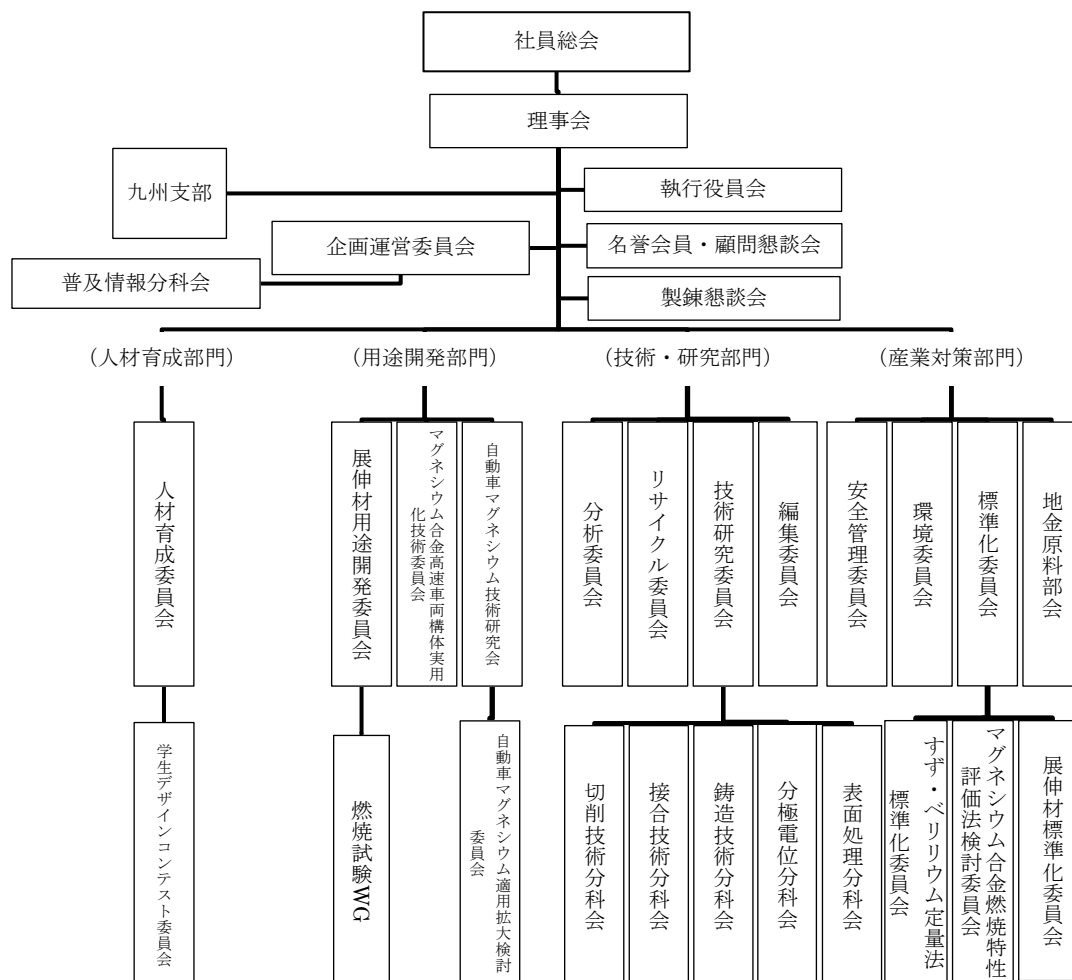 社員総会
理事会
九州支部
執行役員会
企画運営委員会
名誉会員・顧問懇談会
普及情報分科会
製錬懇談会
（人材育成部門）
（用途開発部門）
（技術・研究部門）
（産業対策部門）
人材育成委員会
展伸材用途開発委員会
マグネシウム合金高速車両構体実用
化技術委員会
自動車マグネシウム技術研究会
分析委員会
リサイクル委員会
技術研究委員会
編集委員会
安全管理委員会
環境委員会
標準化委員会
地金原料部会
学生デザインコンテスト委員会
燃焼試験WG
自動車マグネシウム適用拡大検討
委員会
切削技術分科会
接合技術分科会
鋳造技術分科会
分極電位分科会
表面処理分科会
すず・ベリリウム定量法
標準化委員会
マグネシウム合金燃焼特性
評価法検討委員会
展伸材標準化委員会